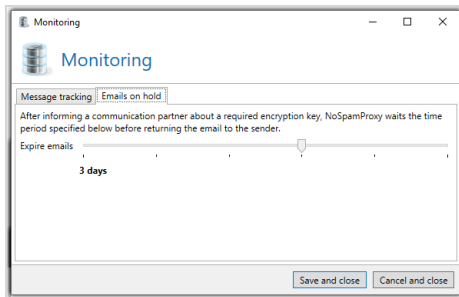 Monitoring
Monitoring
Message tracking Emails on hold
After informing a communication partner about a required encryption key, NoSpamProxy waits the time
period specified below before returning the email to the sender.
Expire emails
3 days
Save and close Cancel and close